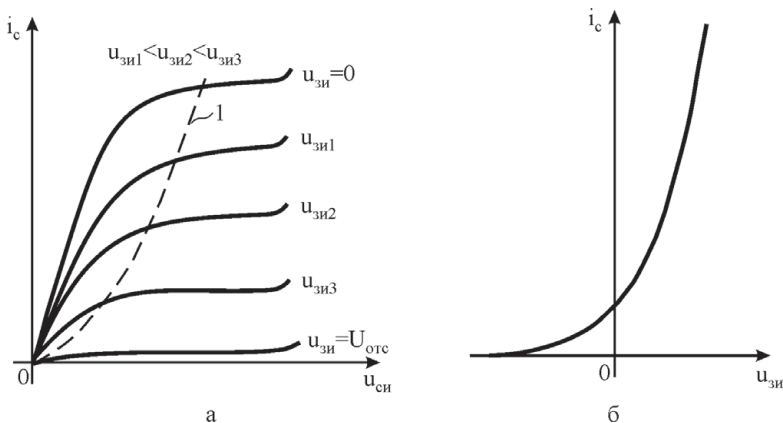 i_с
u_зи1<u_зи2<u_зи3
u_зи=0
1
u_зи1
u_зи2
u_зи3
u_зи=U_отс
0
u_си
а
i_с
0
u_зи
б